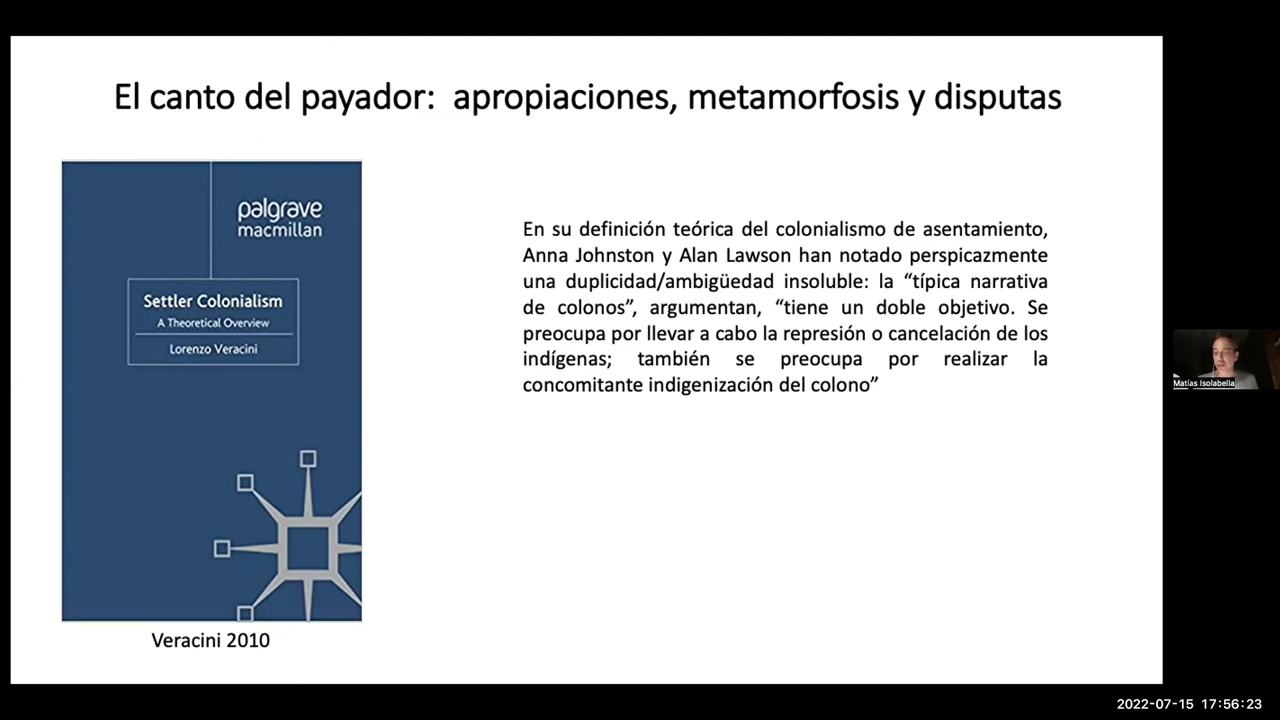 El canto del payador: apropiaciones, metamorfosis y disputas
palgrave
macmillan
Settler Colonialism
A Theoretical Overview
Lorenzo Veracini
Veracini 2010
En su definición teórica del colonialismo de asentamiento,
Anna Johnston y Alan Lawson han notado perspicazmente
una duplicidad/ambigüedad insoluble: la “típica narrativa
de colonos”, argumentan, “tiene un doble objetivo. Se
preocupa por llevar a cabo la represión o cancelación de los
indígenas; también se preocupa por realizar la
concomitante indigenización del colono”
Matías Isolabella
2022-07-15 17:56:23